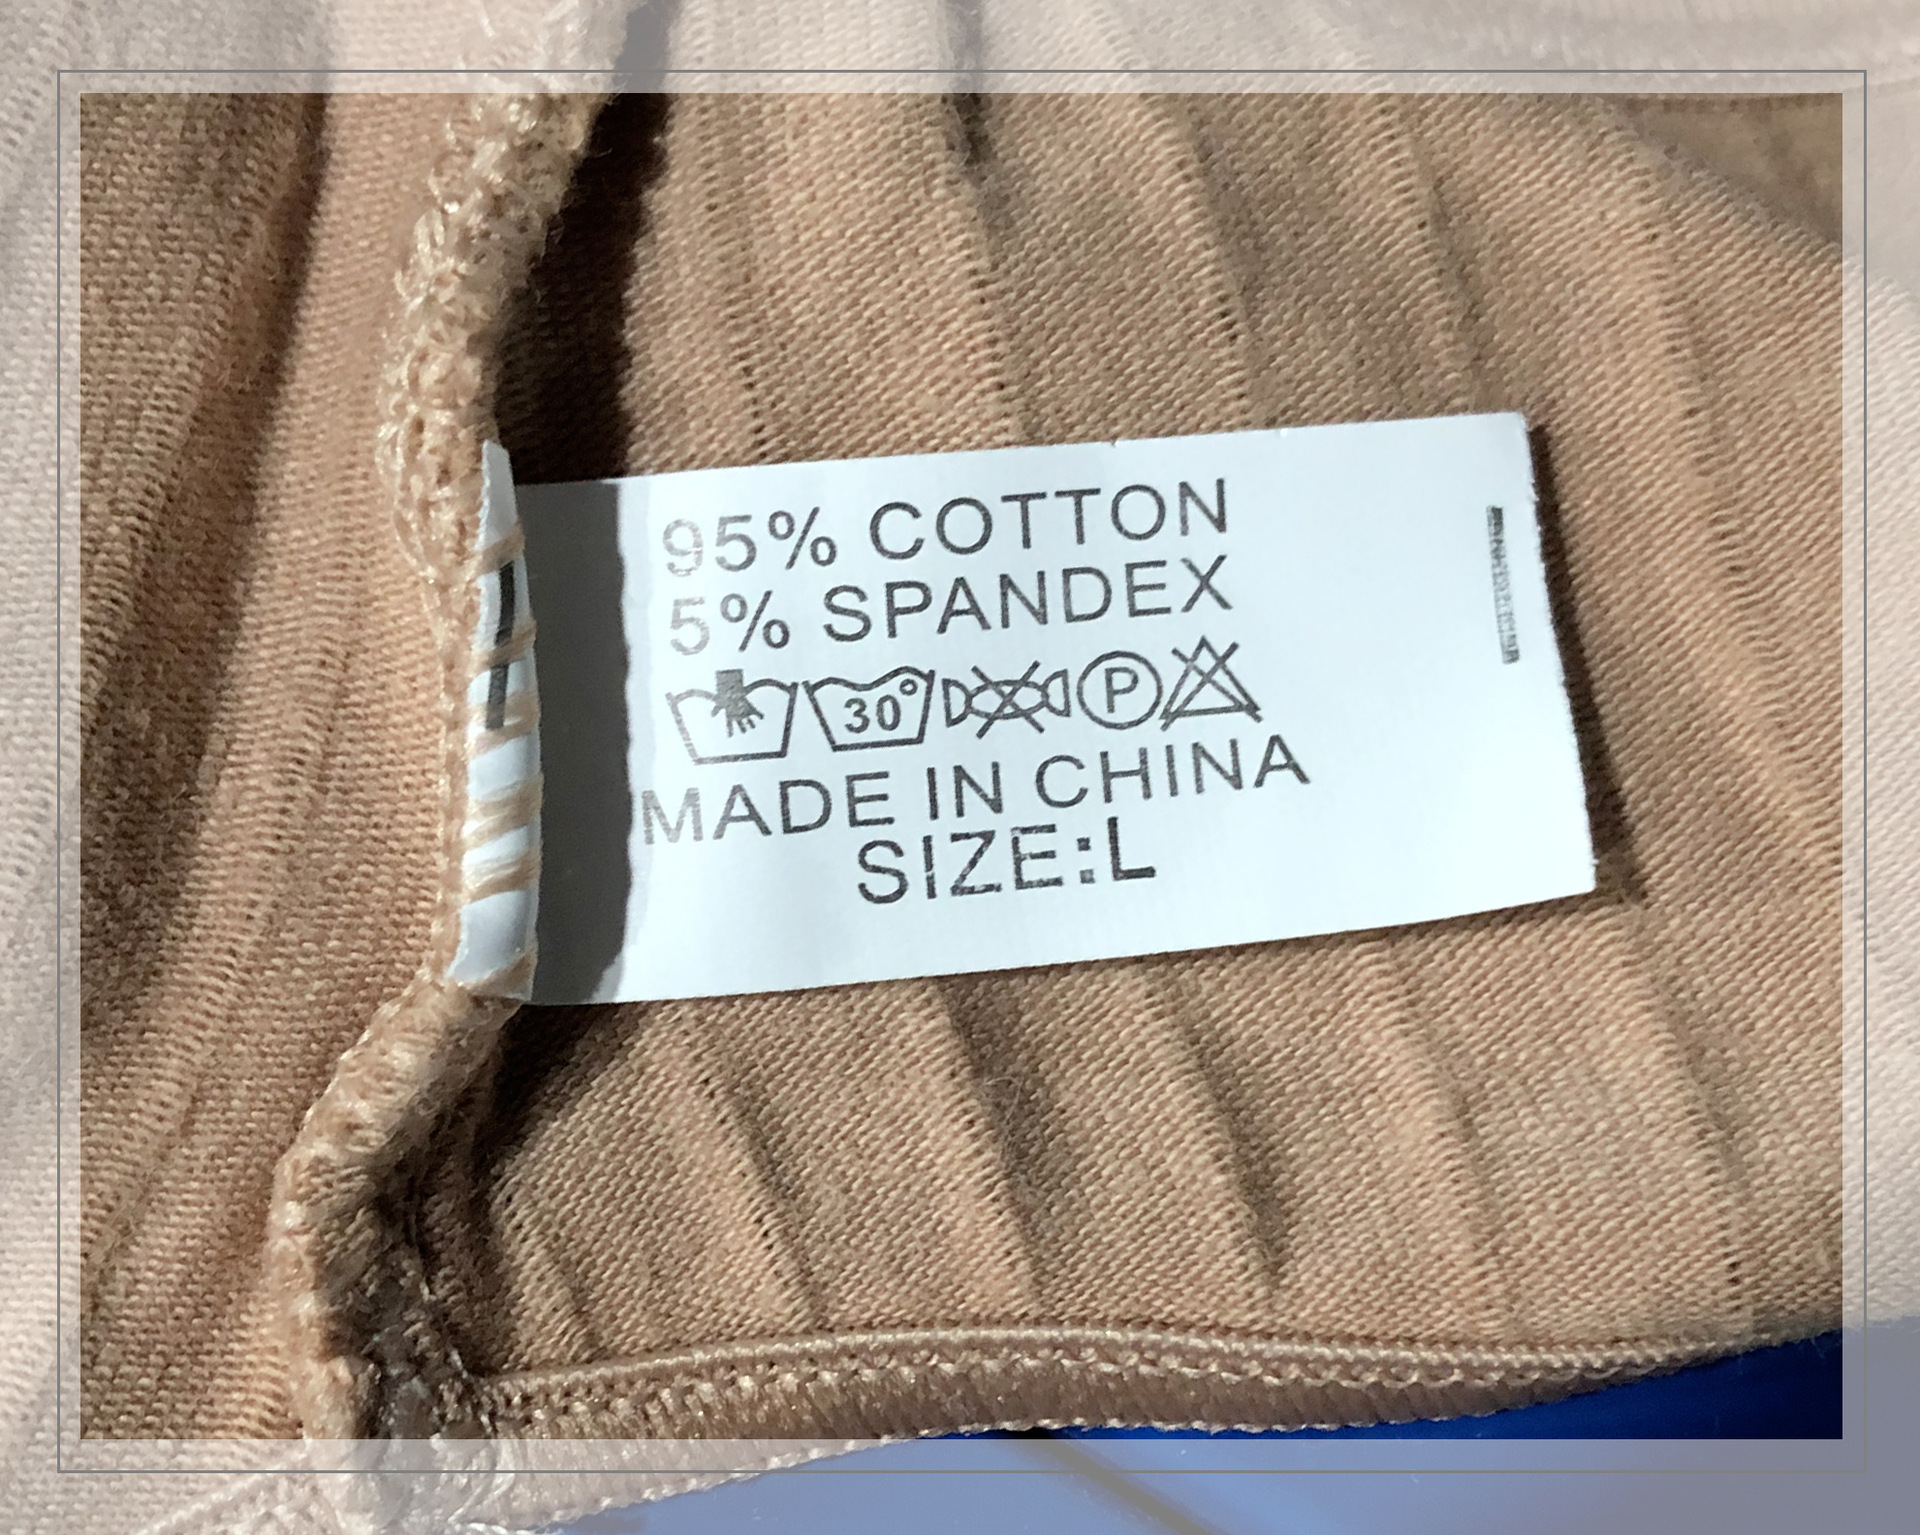 95% COTTON
5% SPANDEX
30° P
MADE IN CHINA
SIZE:L